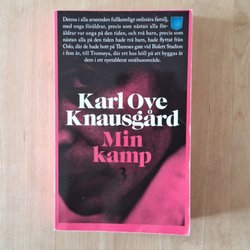 Denna i alla avseenden fullkomligt ordinära familj,
med unga föräldrar, precis som nästan alla för-
äldrar var unga på den tiden, och två barn, precis som
nästan alla på den tiden hade två barn, hade flyttat från
Oslo, där de hade bott på Thereses gate vid Bislett Stadion
i fem år, till Tromøya, där ett hus höll på att byggas åt
dem i ett nyetablerat småhusområde.
Karl Ove
Knausgård
Min
kamp
3